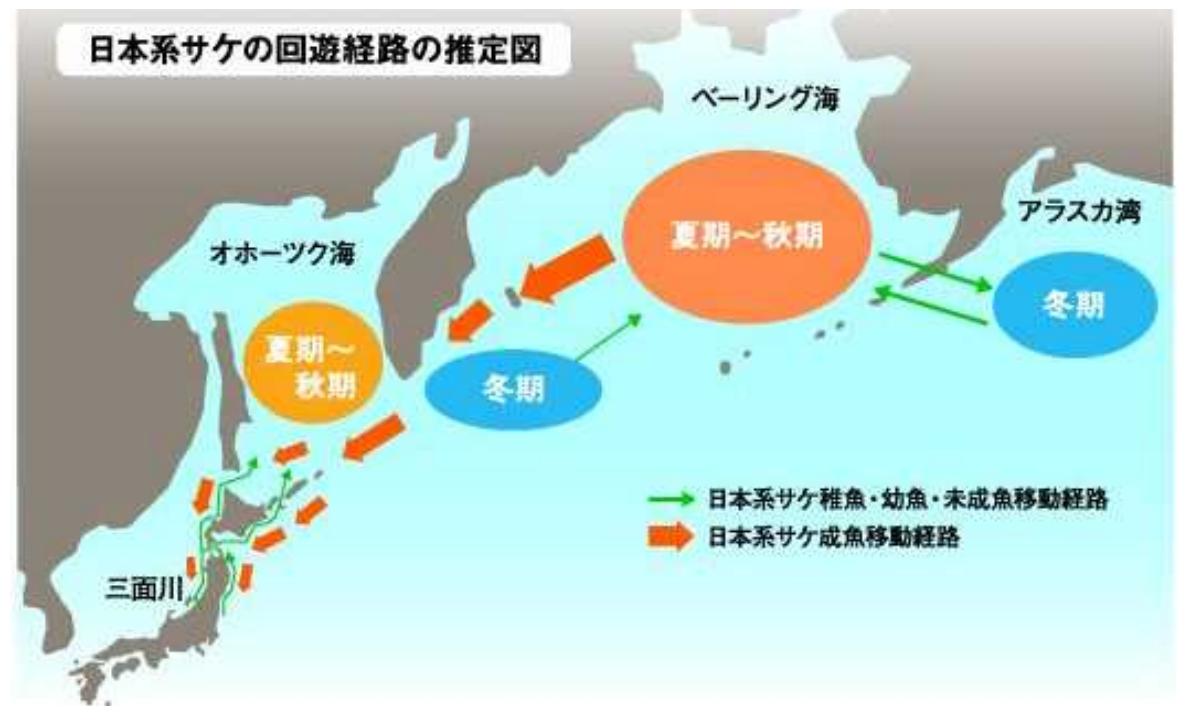 日本系サケの回遊経路の推定図
ベーリング海
アラスカ湾
夏期～秋期
オホーツク海
冬期
夏期～
秋期
冬期
日本系サケ稚魚・幼魚・未成魚移動経路
日本系サケ成魚移動経路
三面川